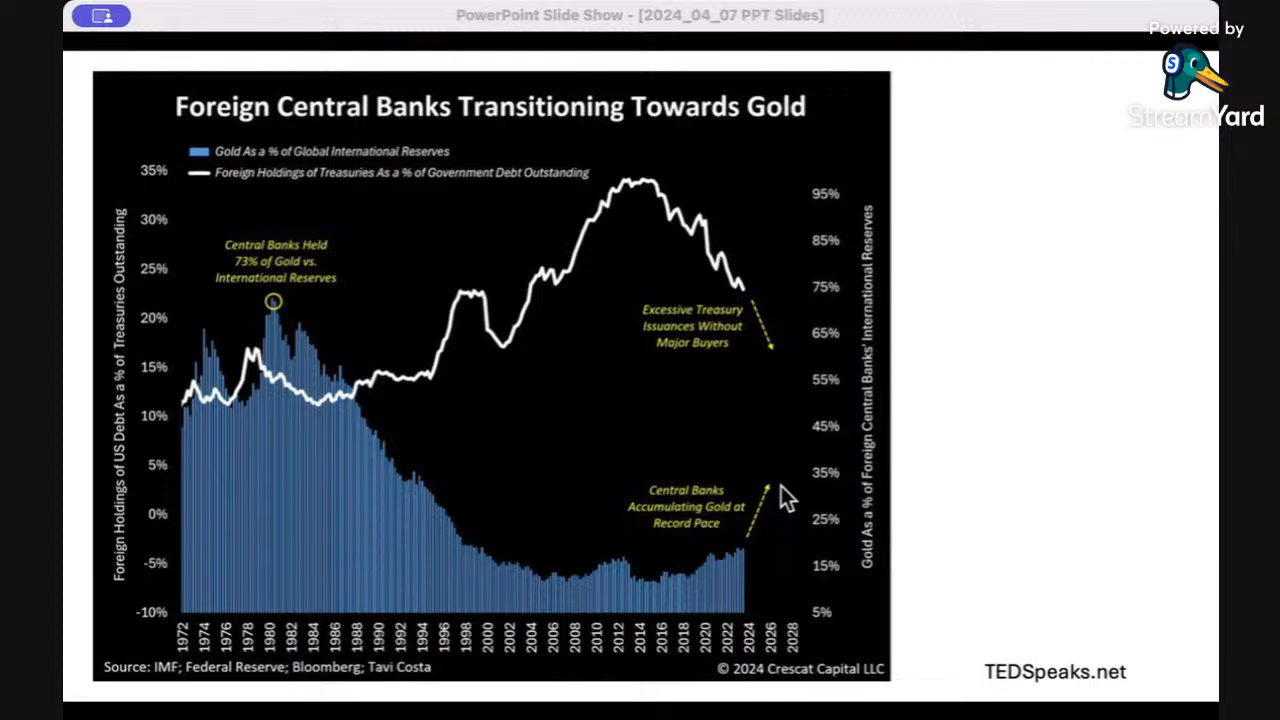 PowerPoint Slide Show - [2024_04_07 PPT Slides]
Powered by
S
StreamYard
Foreign Central Banks Transitioning Towards Gold
Gold As a % of Global International Reserves
Foreign Holdings of Treasuries As a % of Government Debt Outstanding
Foreign Holdings of US Debt As a % of Treasuries Outstanding
35%
30%
25%
20%
15%
10%
5%
0%
-5%
-10%
Central Banks Held
73% of Gold vs.
International Reserves
Excessive Treasury
Issuances Without
Major Buyers
Central Banks
Accumulating Gold at
Record Pace
95%
85%
75%
65%
55%
45%
35%
25%
15%
5%
Gold As a % of Foreign Central Banks' International Reserves
1972 1974 1976 1978 1980 1982 1984 1986 1988 1990 1992 1994 1996 1998 2000 2002 2004 2006 2008 2010 2012 2014 2016 2018 2020 2022 2024 2026 2028
Source: IMF; Federal Reserve; Bloomberg; Tavi Costa
© 2024 Crescat Capital LLC
TEDSpeaks.net